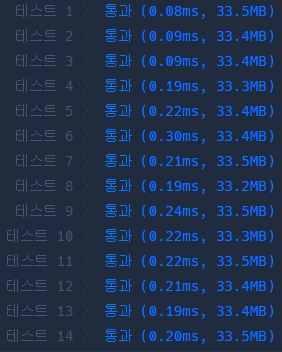 테스트 1 〉 통과 (0.08ms, 33.5MB)
테스트 2 〉 통과 (0.09ms, 33.4MB)
테스트 3 〉 통과 (0.09ms, 33.4MB)
테스트 4 〉 통과 (0.19ms, 33.3MB)
테스트 5 〉 통과 (0.22ms, 33.4MB)
테스트 6 〉 통과 (0.30ms, 33.4MB)
테스트 7 〉 통과 (0.21ms, 33.5MB)
테스트 8 〉 통과 (0.19ms, 33.2MB)
테스트 9 〉 통과 (0.24ms, 33.5MB)
테스트 10 〉 통과 (0.22ms, 33.3MB)
테스트 11 〉 통과 (0.22ms, 33.5MB)
테스트 12 〉 통과 (0.21ms, 33.4MB)
테스트 13 〉 통과 (0.19ms, 33.4MB)
테스트 14 〉 통과 (0.20ms, 33.5MB)